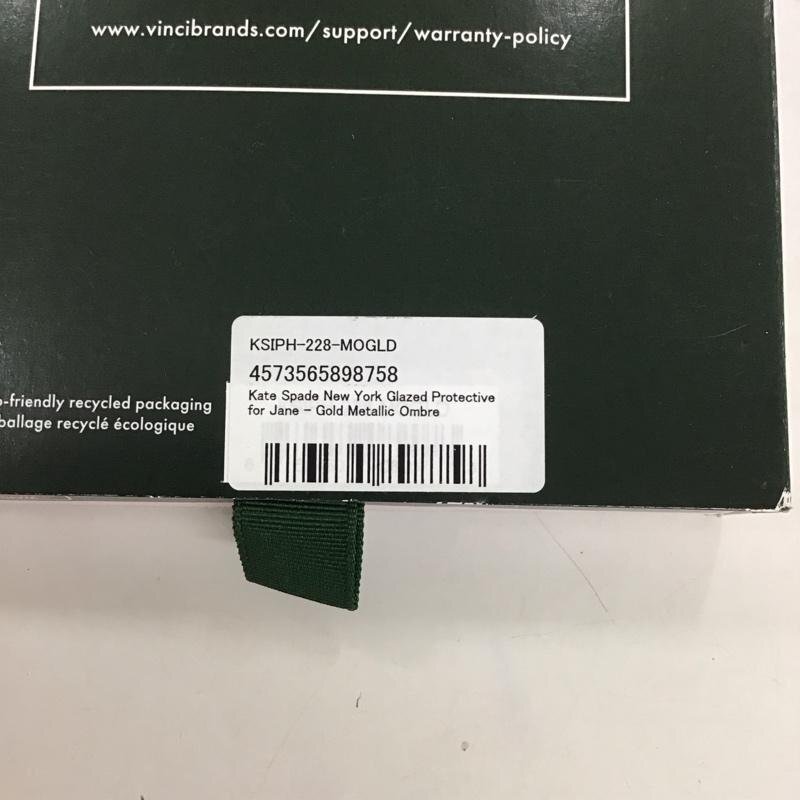 www.vincibrands.com/support/warranty-policy
KSIPH-228-MOGLD
4573565898758
Kate Spade New York Glazed Protective
for Jane - Gold Metallic Ombre
o-friendly recycled packaging
ballage recyclé écologique